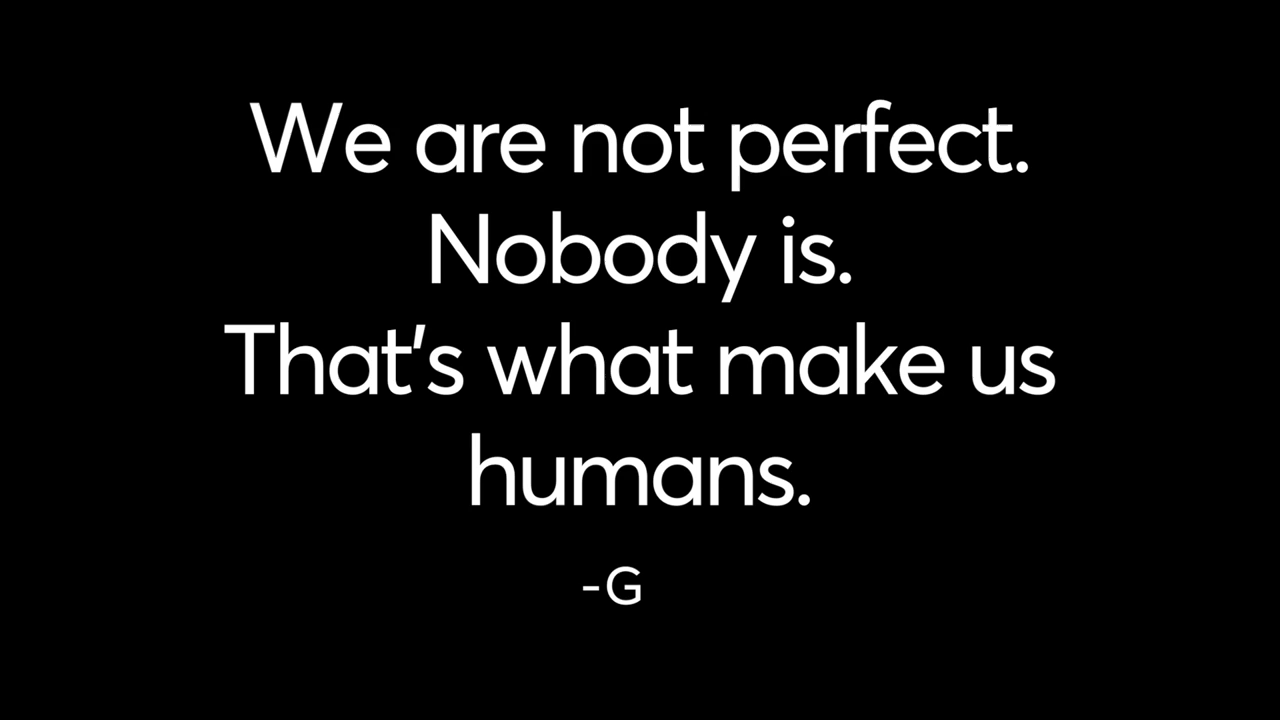 We are not perfect.
Nobody is.
That's what make us
humans.
-G